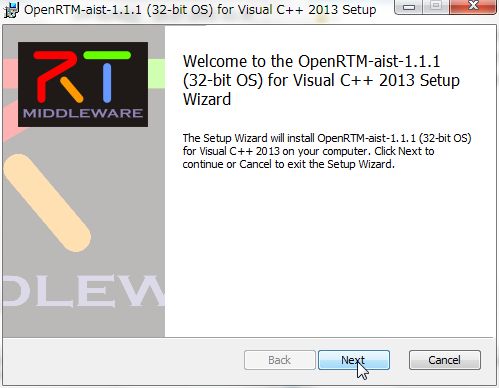 OpenRTM-aist-1.1.1 (32-bit OS) for Visual C++ 2013 Setup
RT
MIDDLEWARE
Welcome to the OpenRTM-aist-1.1.1
(32-bit OS) for Visual C++ 2013 Setup
Wizard
The Setup Wizard will install OpenRTM-aist-1.1.1 (32-bit OS)
for Visual C++ 2013 on your computer. Click Next to
continue or Cancel to exit the Setup Wizard.
DLEW
Back
Next
Cancel